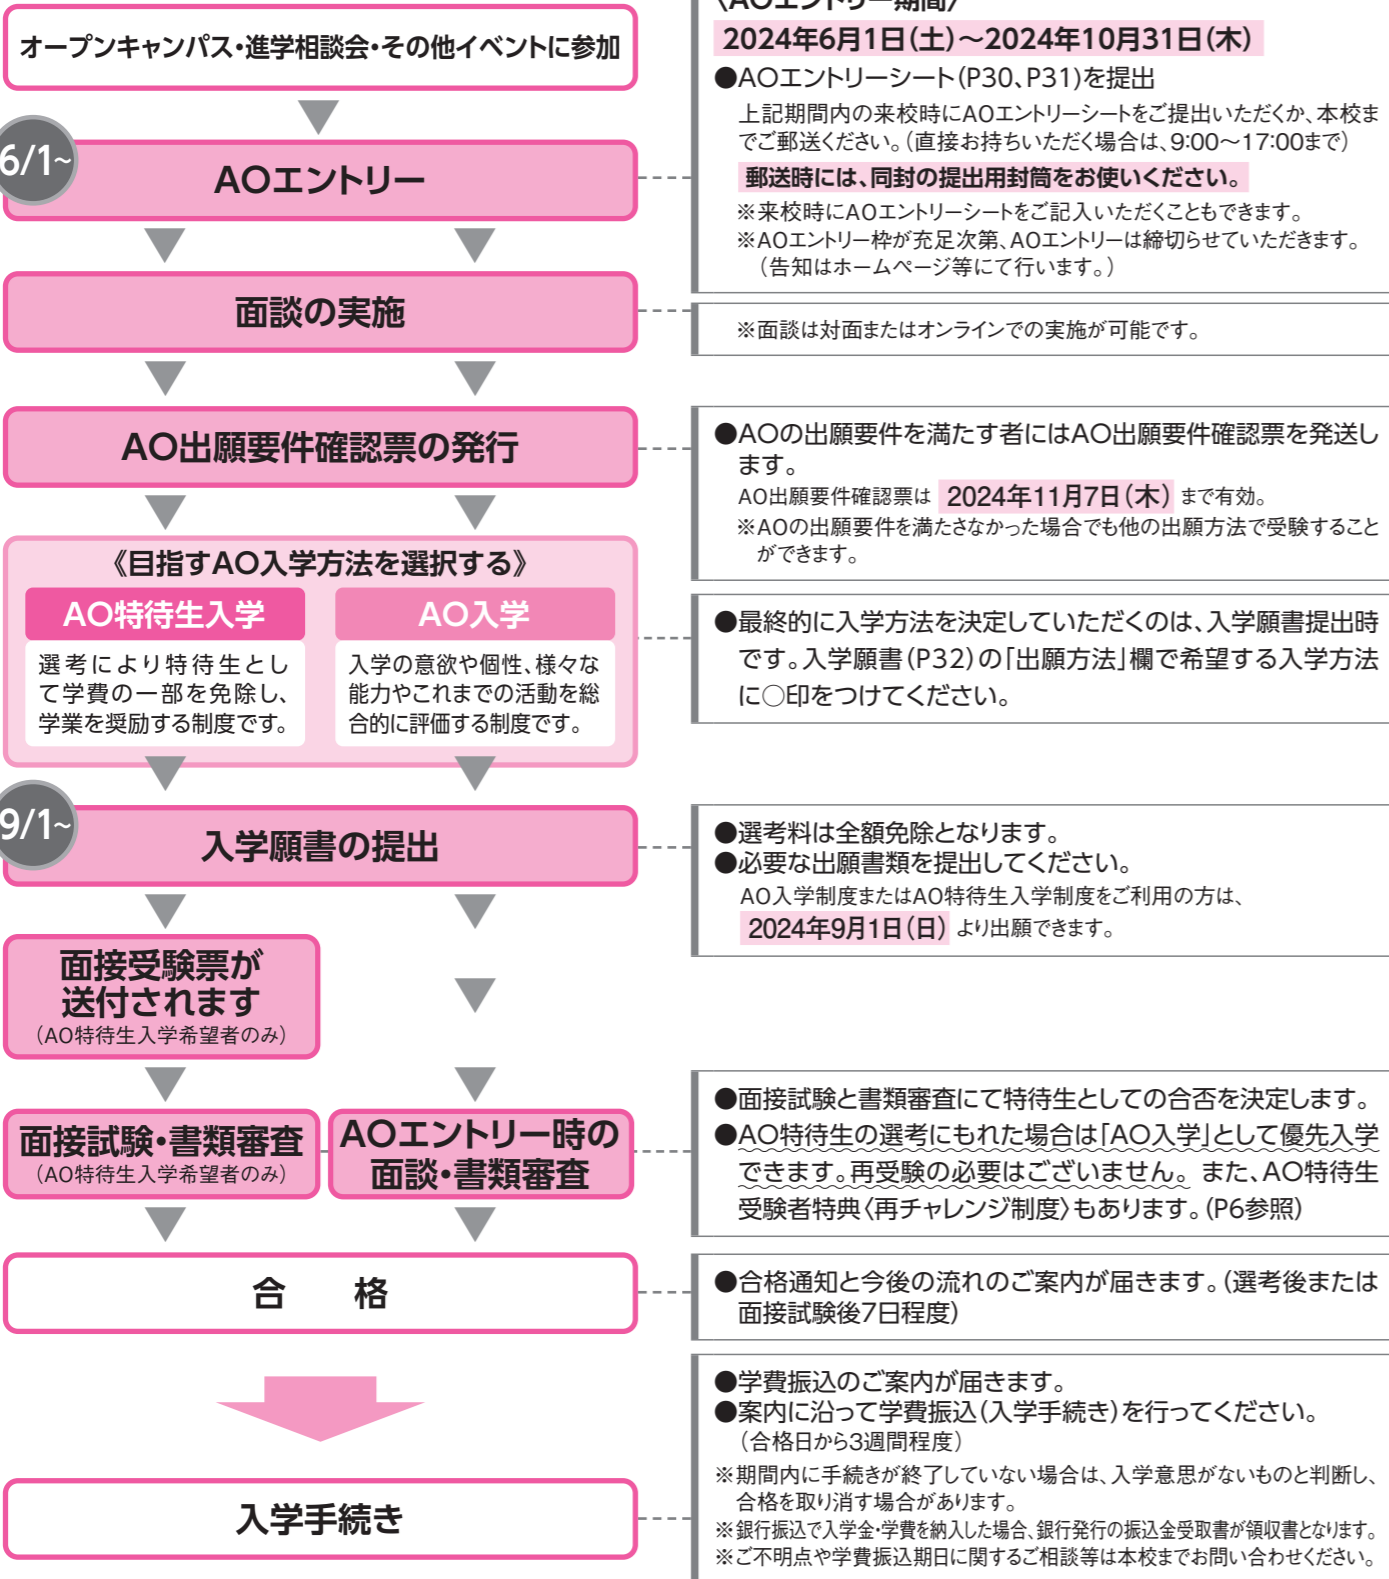 オープンキャンパス・進学相談会・その他イベントに参加
6/1~
AOエントリー
面談の実施
AO出願要件確認票の発行
《目指すAO入学方法を選択する》
AO特待生入学
選考により特待生とし
て学費の一部を免除し、
学業を奨励する制度です。
AO入学
入学の意欲や個性、様々な
能力やこれまでの活動を総
合的に評価する制度です。
9/1~
入学願書の提出
面接受験票が
送付されます
(AO特待生入学希望者のみ)
面接試験・書類審査
(AO特待生入学希望者のみ)
AOエントリー時の
面談・書類審査
合 格
入学手続き
〈AOエントリー期間〉
2024年6月1日(土)～2024年10月31日(木)
●AOエントリーシート(P30、P31)を提出
上記期間内の来校時にAOエントリーシートをご提出いただくか、本校ま
でご郵送ください。(直接お持ちいただく場合は、9:00～17:00まで)
郵送時には、同封の提出用封筒をお使いください。
※来校時にAOエントリーシートをご記入いただくこともできます。
※AOエントリー枠が充足次第、AOエントリーは締切らせていただきます。
(告知はホームページ等にて行います。)
※面談は対面またはオンラインでの実施が可能です。
●AOの出願要件を満たす者にはAO出願要件確認票を発送し
ます。
AO出願要件確認票は 2024年11月7日(木) まで有効。
※AOの出願要件を満たさなかった場合でも他の出願方法で受験すること
ができます。
●最終的に入学方法を決定していただくのは、入学願書提出時
です。入学願書(P32)の「出願方法」欄で希望する入学方法
に○印をつけてください。
●選考料は全額免除となります。
●必要な出願書類を提出してください。
AO入学制度またはAO特待生入学制度をご利用の方は、
2024年9月1日(日) より出願できます。
●面接試験と書類審査にて特待生としての合否を決定します。
●AO特待生の選考にもれた場合は「AO入学」として優先入学
できます。再受験の必要はございません。また、AO特待生
受験者特典〈再チャレンジ制度〉もあります。(P6参照)
●合格通知と今後の流れのご案内が届きます。(選考後または
面接試験後7日程度)
●学費振込のご案内が届きます。
●案内に沿って学費振込(入学手続き)を行ってください。
(合格日から3週間程度)
※期間内に手続きが終了していない場合は、入学意思がないものと判断し、
合格を取り消す場合があります。
※銀行振込で入学金・学費を納入した場合、銀行発行の振込金受取書が領収書となります。
※ご不明点や学費振込期日に関するご相談等は本校までお問い合わせください。